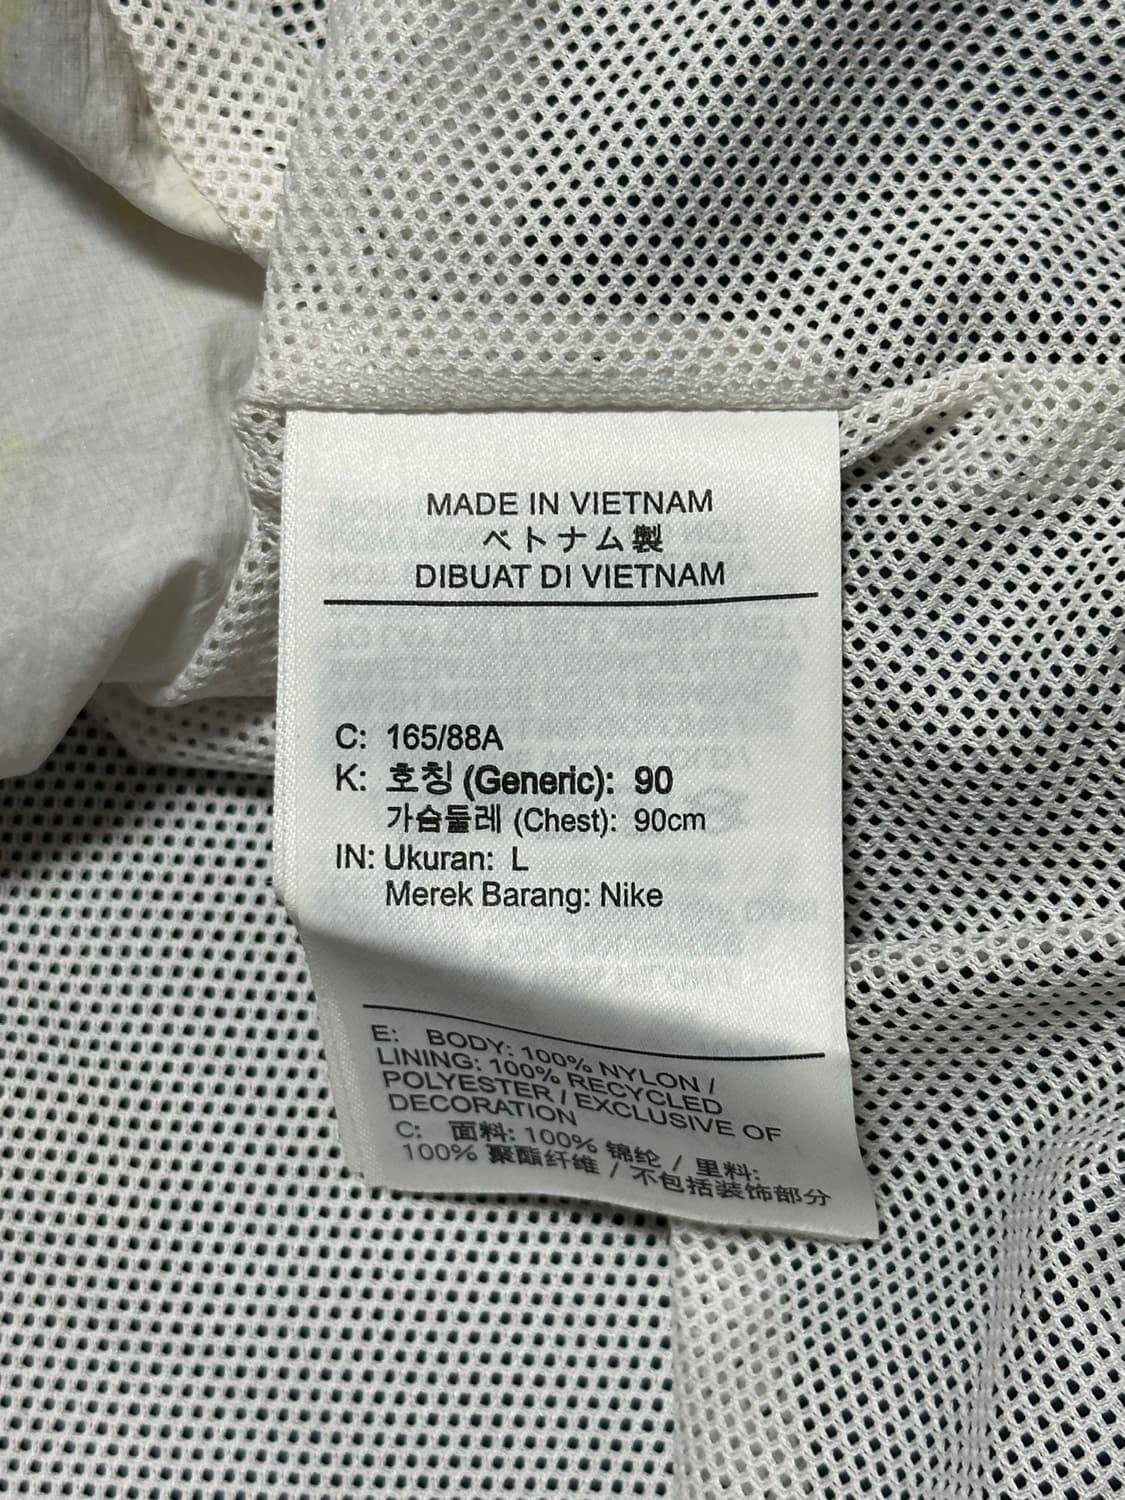 MADE IN VIETNAM
ベトナム製
DIBUAT DI VIETNAM
C: 165/88A
K: 호칭 (Generic): 90
가슴둘레 (Chest): 90cm
IN: Ukuran: L
Merek Barang: Nike
E: BODY: 100% NYLON /
LINING: 100% RECYCLED
POLYESTER / EXCLUSIVE OF
DECORATION
C: 面料: 100% 锦纶 / 里料:
100% 聚酯纤维 / 不包括装饰部分